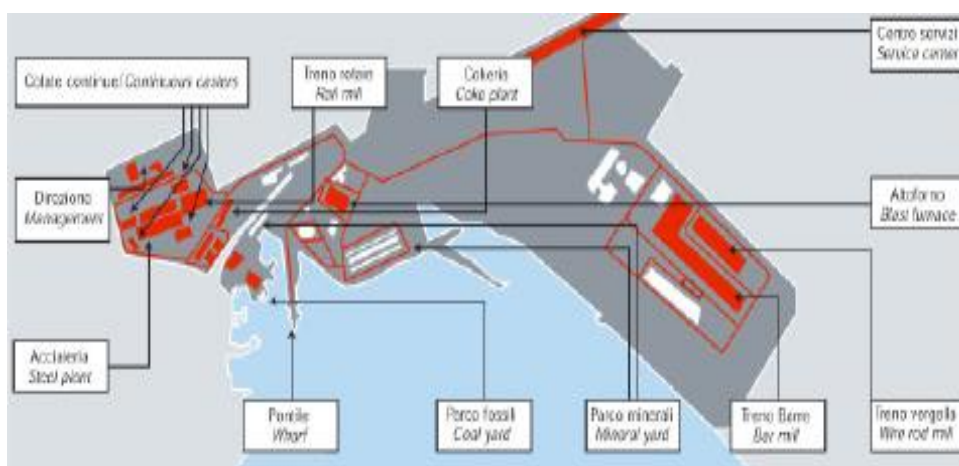 Centro servizi
Service center
Colate continue/ Continuous casters
Treno rotaie
Rail mill
Cokeria
Coke plant
Direzione
Management
Altoforno
Blast furnace
Acciaieria
Steel plant
Pontile
Wharf
Parco fossili
Coal yard
Parco minerali
Mineral yard
Treno Barre
Bar mill
Treno vergella
Wire rod mill